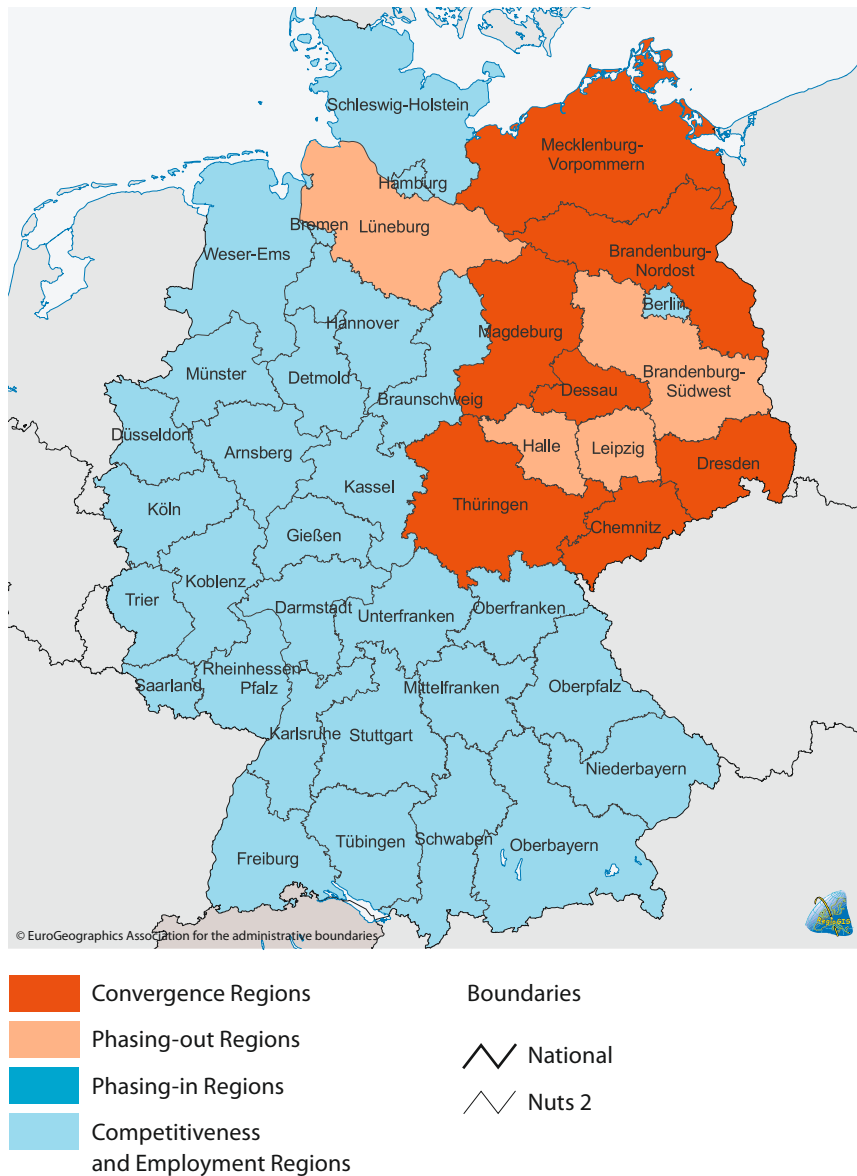 Schleswig-Holstein
Mecklenburg-
Vorpommern
Hamburg
Bremen
Lüneburg
Weser-Ems
Brandenburg-
Nordost
Berlin
Hannover
Magdeburg
Münster
Detmold
Brandenburg-
Südwest
Dessau
Braunschweig
Düsseldorf
Arnsberg
Halle
Leipzig
Dresden
Kassel
Köln
Thüringen
Chemnitz
Gießen
Koblenz
Trier
Darmstadt
Unterfranken
Oberfranken
Rheinhessen-
Pfalz
Saarland
Mittelfranken
Oberpfalz
Karlsruhe
Stuttgart
Niederbayern
Tübingen
Schwaben
Oberbayern
Freiburg
© EuroGeographics Association for the administrative boundaries
RegioGIS
Convergence Regions
Phasing-out Regions
Phasing-in Regions
Competitiveness
and Employment Regions
Boundaries
National
Nuts 2